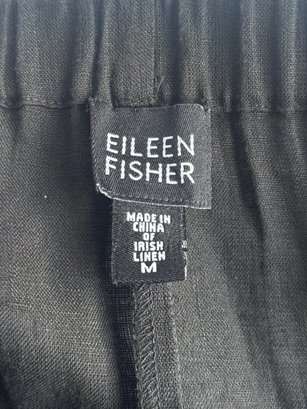 EILEEN
FISHER
MADE IN
CHINA
OF
IRISH
LINEN
M